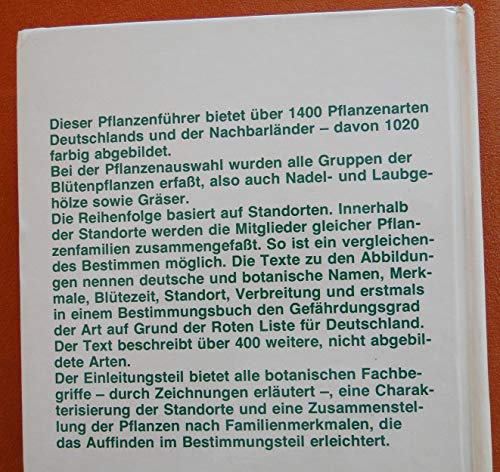 Dieser Pflanzenführer bietet über 1400 Pflanzenarten
Deutschlands und der Nachbarländer – davon 1020
farbig abgebildet.
Bei der Pflanzenauswahl wurden alle Gruppen der
Blütenpflanzen erfaßt, also auch Nadel- und Laubge-
hölze sowie Gräser.
Die Reihenfolge basiert auf Standorten. Innerhalb
der Standorte werden die Mitglieder gleicher Pflan-
zenfamilien zusammengefaßt. So ist ein vergleichen-
des Bestimmen möglich. Die Texte zu den Abbildun-
gen nennen deutsche und botanische Namen, Merk-
male, Blütezeit, Standort, Verbreitung und erstmals
in einem Bestimmungsbuch den Gefährdungsgrad
der Art auf Grund der Roten Liste für Deutschland.
Der Text beschreibt über 400 weitere, nicht abgebil-
dete Arten.
Der Einleitungsteil bietet alle botanischen Fachbe-
griffe – durch Zeichnungen erläutert –, eine Charak-
terisierung der Standorte und eine Zusammenstel-
lung der Pflanzen nach Familienmerkmalen, die
das Auffinden im Bestimmungsteil erleichtert.